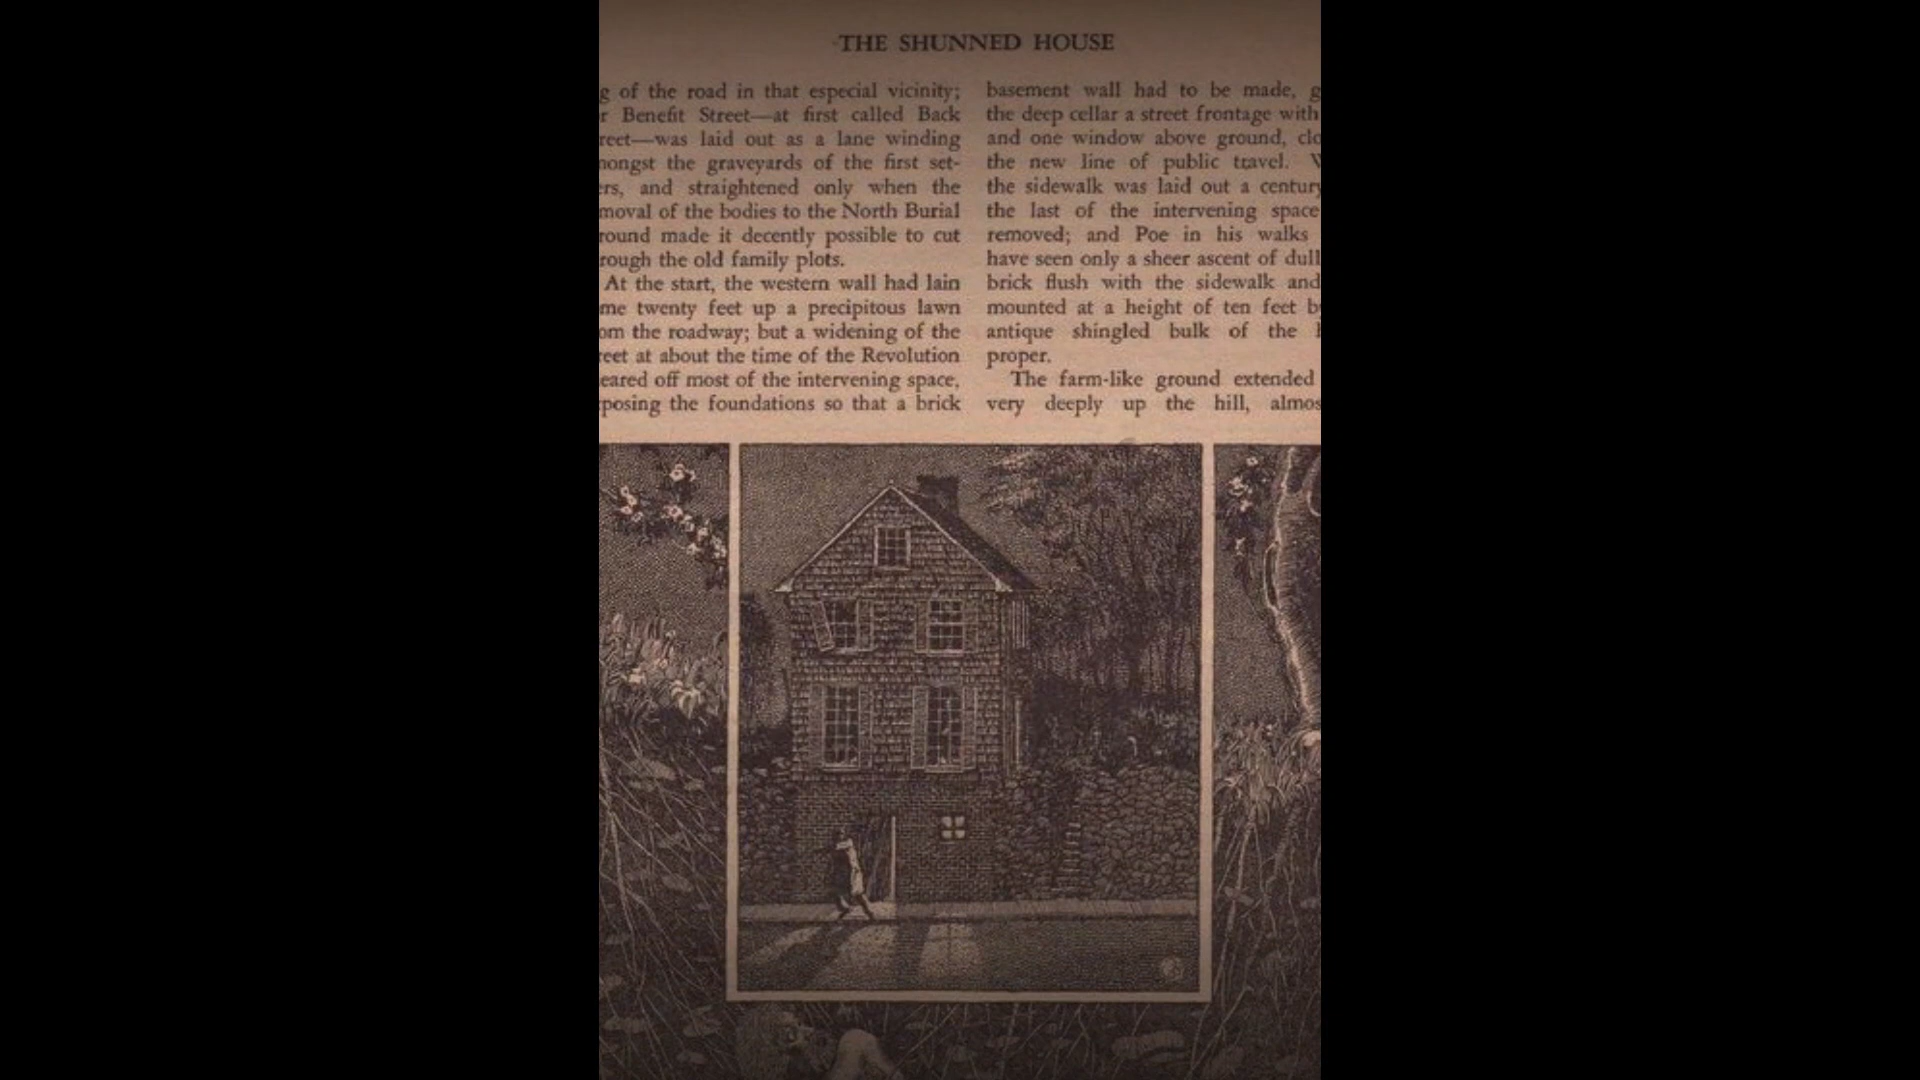 THE SHUNNED HOUSE
g of the road in that especial vicinity;
r Benefit Street—at first called Back
reet—was laid out as a lane winding
mongst the graveyards of the first set-
ers, and straightened only when the
moval of the bodies to the North Burial
round made it decently possible to cut
rough the old family plots.
At the start, the western wall had lain
me twenty feet up a precipitous lawn
om the roadway; but a widening of the
reet at about the time of the Revolution
eared off most of the intervening space,
posing the foundations so that a brick
basement wall had to be made, g
the deep cellar a street frontage with
and one window above ground, clo
the new line of public travel. W
the sidewalk was laid out a century
the last of the intervening space
removed; and Poe in his walks
have seen only a sheer ascent of dull
brick flush with the sidewalk and
mounted at a height of ten feet by
antique shingled bulk of the h
proper.
The farm-like ground extended
very deeply up the hill, almos